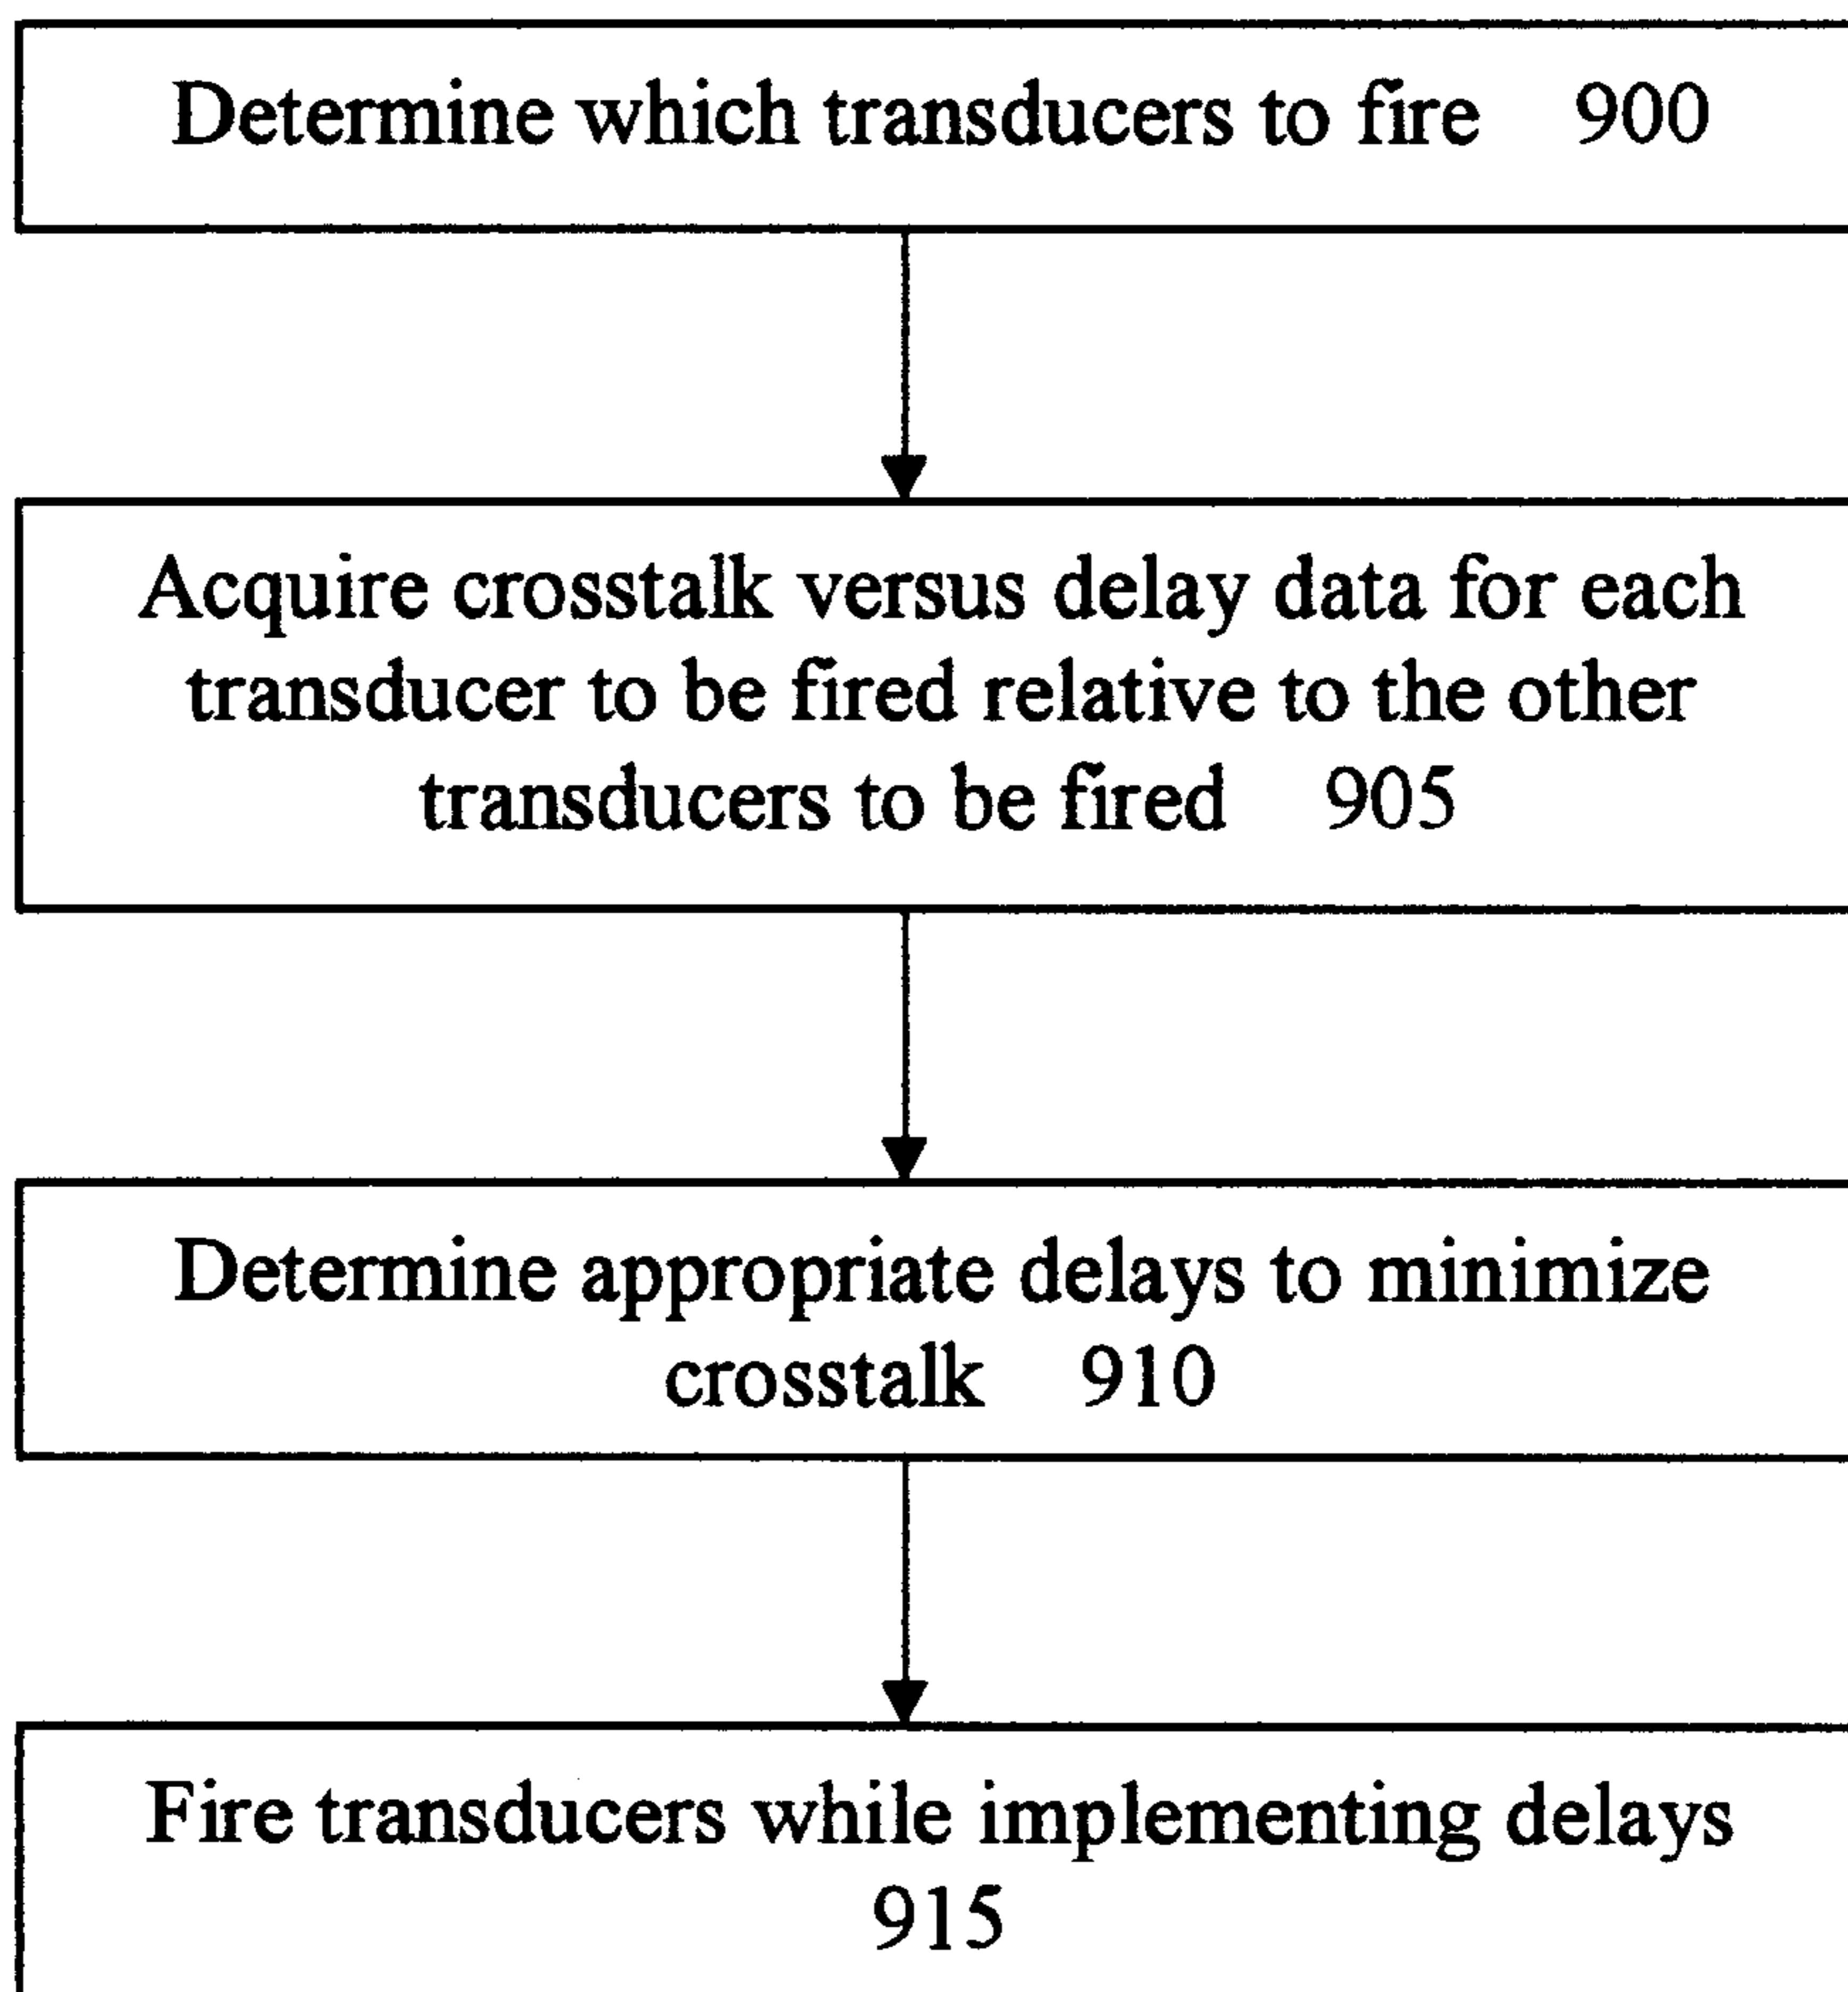 Determine which transducers to fire 900
Acquire crosstalk versus delay data for each
transducer to be fired relative to the other
transducers to be fired 905
Determine appropriate delays to minimize
crosstalk 910
Fire transducers while implementing delays
915